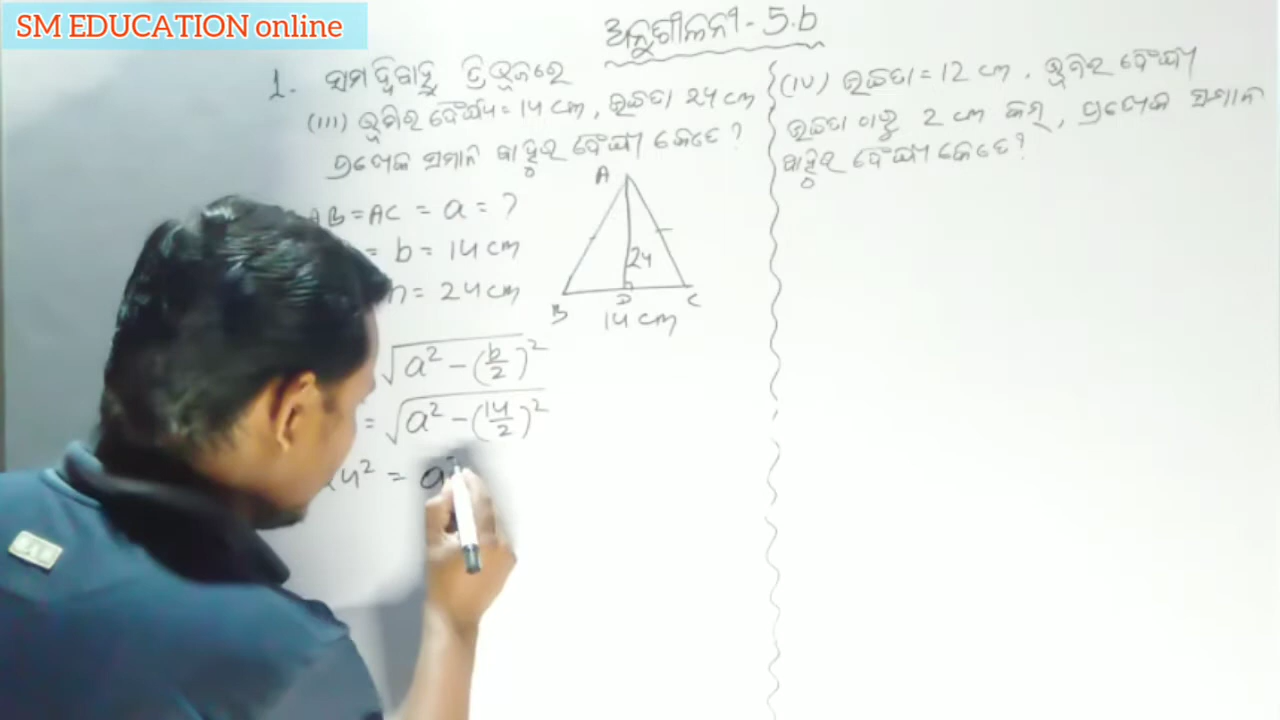 SM EDUCATION online
ଅନୁଶୀଳନୀ - 5.b
1. ସମଦ୍ବିବାହୁ ତ୍ରିଭୁଜରେ
(III) ଭୂମିର ଦୈର୍ଘ୍ୟ = 14 cm, ଉଚ୍ଚତା 24 cm
ପ୍ରତ୍ୟେକ ସମାନ ବାହୁର ଦୈର୍ଘ୍ୟ କେତେ ?
AB = AC = a = ?
= b = 14 cm
h = 24 cm
A
24
B D C
14 cm
√a² - (b/2)²
= √a² - (14/2)²
24² = a²
(IV) ଉଚ୍ଚତା = 12 cm. ଭୂମିର ଦୈର୍ଘ୍ୟ
ଉଚ୍ଚତା ଠାରୁ 2 cm କମ୍, ପ୍ରତ୍ୟେକ ସମାନ
ବାହୁର ଦୈର୍ଘ୍ୟ କେତେ ?